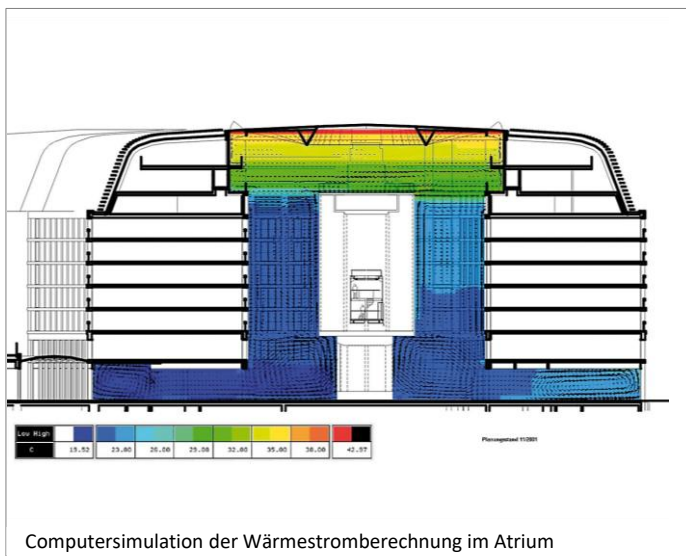 Low High
C 19.52 23.00 26.00 29.00 32.00 35.00 38.00 42.97
Planungsstand 11/2001
Computersimulation der Wärmestromberechnung im Atrium